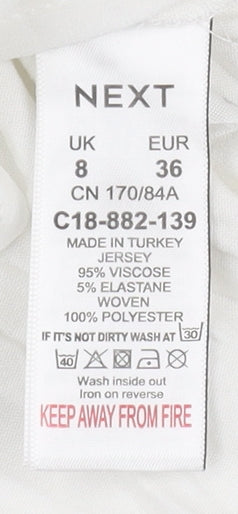 NEXT
UK EUR
8 36
CN 170/84A
C18-882-139
MADE IN TURKEY
JERSEY
95% VISCOSE
5% ELASTANE
WOVEN
100% POLYESTER
IF IT'S NOT DIRTY WASH AT 30
40
Wash inside out
Iron on reverse
KEEP AWAY FROM FIRE